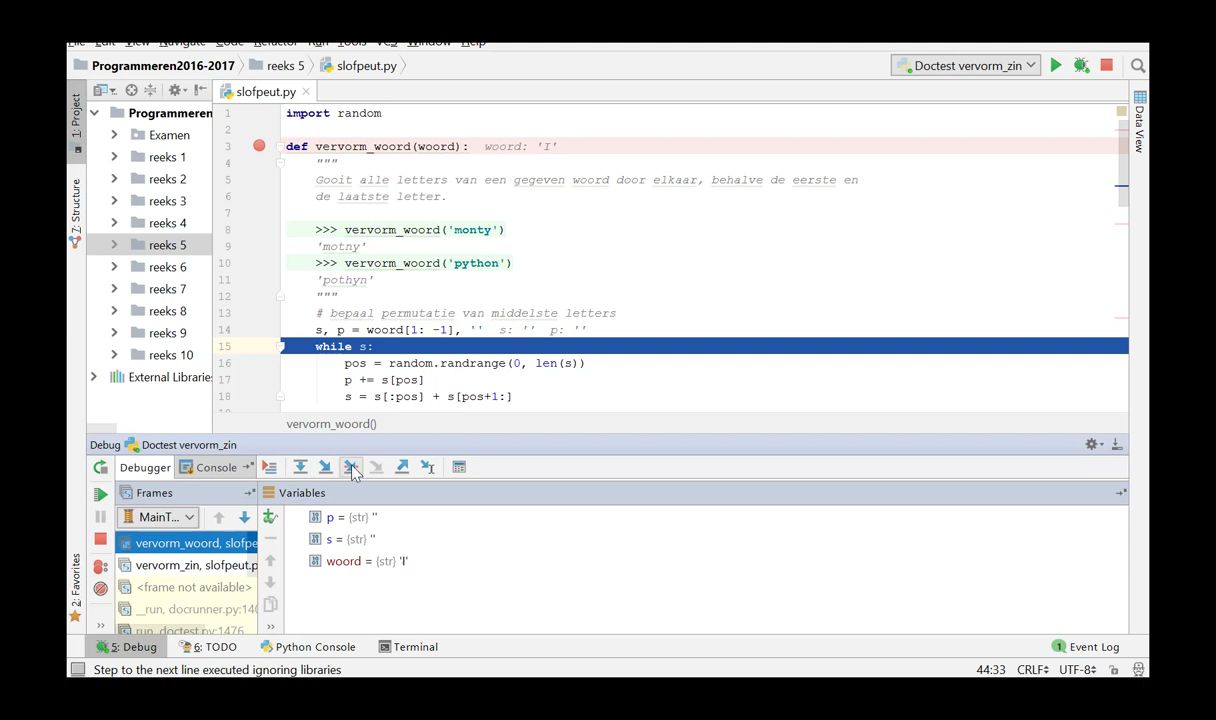 File Edit View Navigate Code Refactor Run Tools VCS Window Help
Programmeren2016-2017 reeks 5 slofpeut.py Doctest vervorm_zin
slofpeut.py
1: Project
7: Structure
2: Favorites
Data View
Programmeren
Examen
reeks 1
reeks 2
reeks 3
reeks 4
reeks 5
reeks 6
reeks 7
reeks 8
reeks 9
reeks 10
External Libraries
1 import random
2
3 def vervorm_woord(woord): woord: 'I'
4 """
5 Gooit alle letters van een gegeven woord door elkaar, behalve de eerste en
6 de laatste letter.
7
8 >>> vervorm_woord('monty')
9 'motny'
10 >>> vervorm_woord('python')
11 'pothyn'
12 """
13 # bepaal permutatie van middelste letters
14 s, p = woord[1: -1], '' s: '' p: ''
15 while s:
16 pos = random.randrange(0, len(s))
17 p += s[pos]
18 s = s[:pos] + s[pos+1:]
vervorm_woord()
Debug Doctest vervorm_zin
Debugger Console
Frames
Variables
MainT...
vervorm_woord, slofpe
vervorm_zin, slofpeut.p
<frame not available>
__run, docrunner.py:140
run, doctest.py:1476
p = {str} ''
s = {str} ''
woord = {str} 'I'
5: Debug 6: TODO Python Console Terminal 1 Event Log
Step to the next line executed ignoring libraries 44:33 CRLF UTF-8